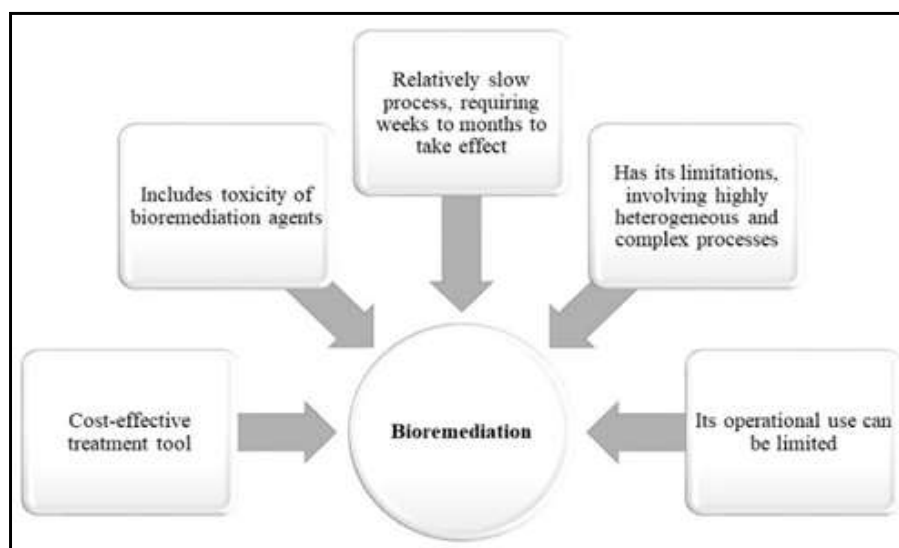 Relatively slow
process, requiring
weeks to months to
take effect
Includes toxicity of
bioremediation agents
Has its limitations,
involving highly
heterogeneous and
complex processes
Cost-effective
treatment tool
Bioremediation
Its operational use can
be limited